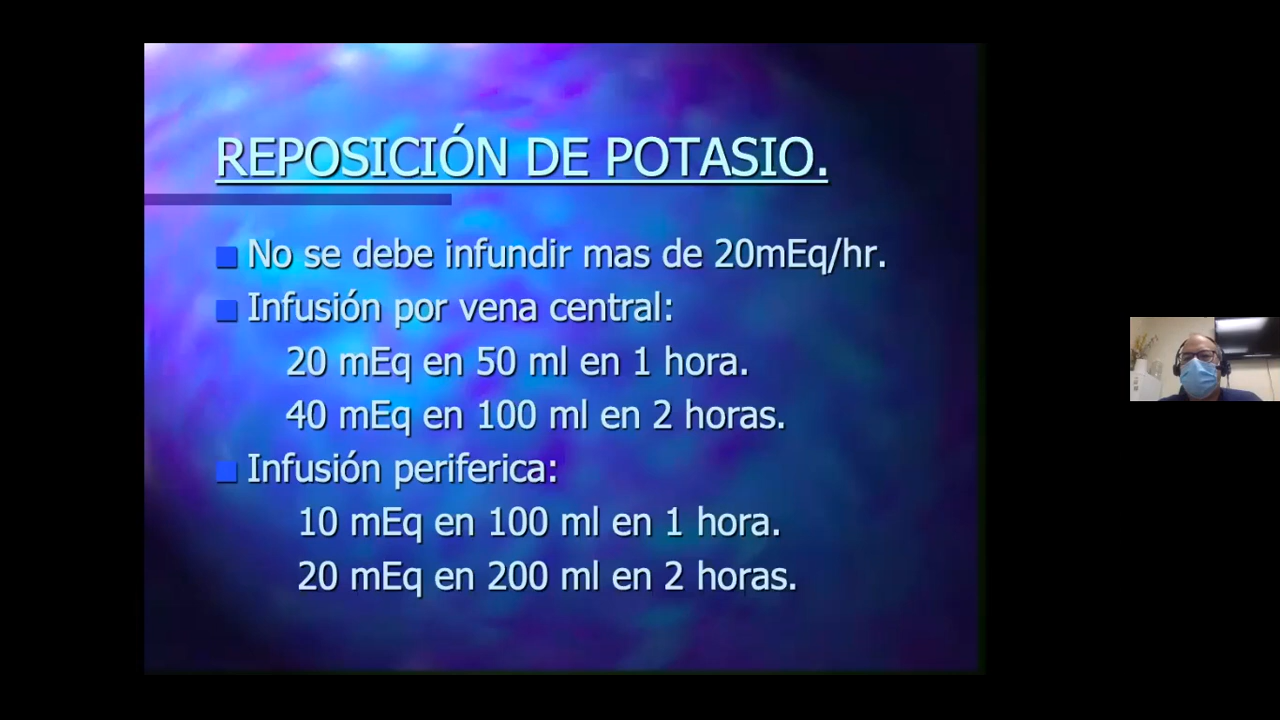 REPOSICIÓN DE POTASIO.
No se debe infundir mas de 20mEq/hr.
Infusión por vena central:
20 mEq en 50 ml en 1 hora.
40 mEq en 100 ml en 2 horas.
Infusión periferica:
10 mEq en 100 ml en 1 hora.
20 mEq en 200 ml en 2 horas.